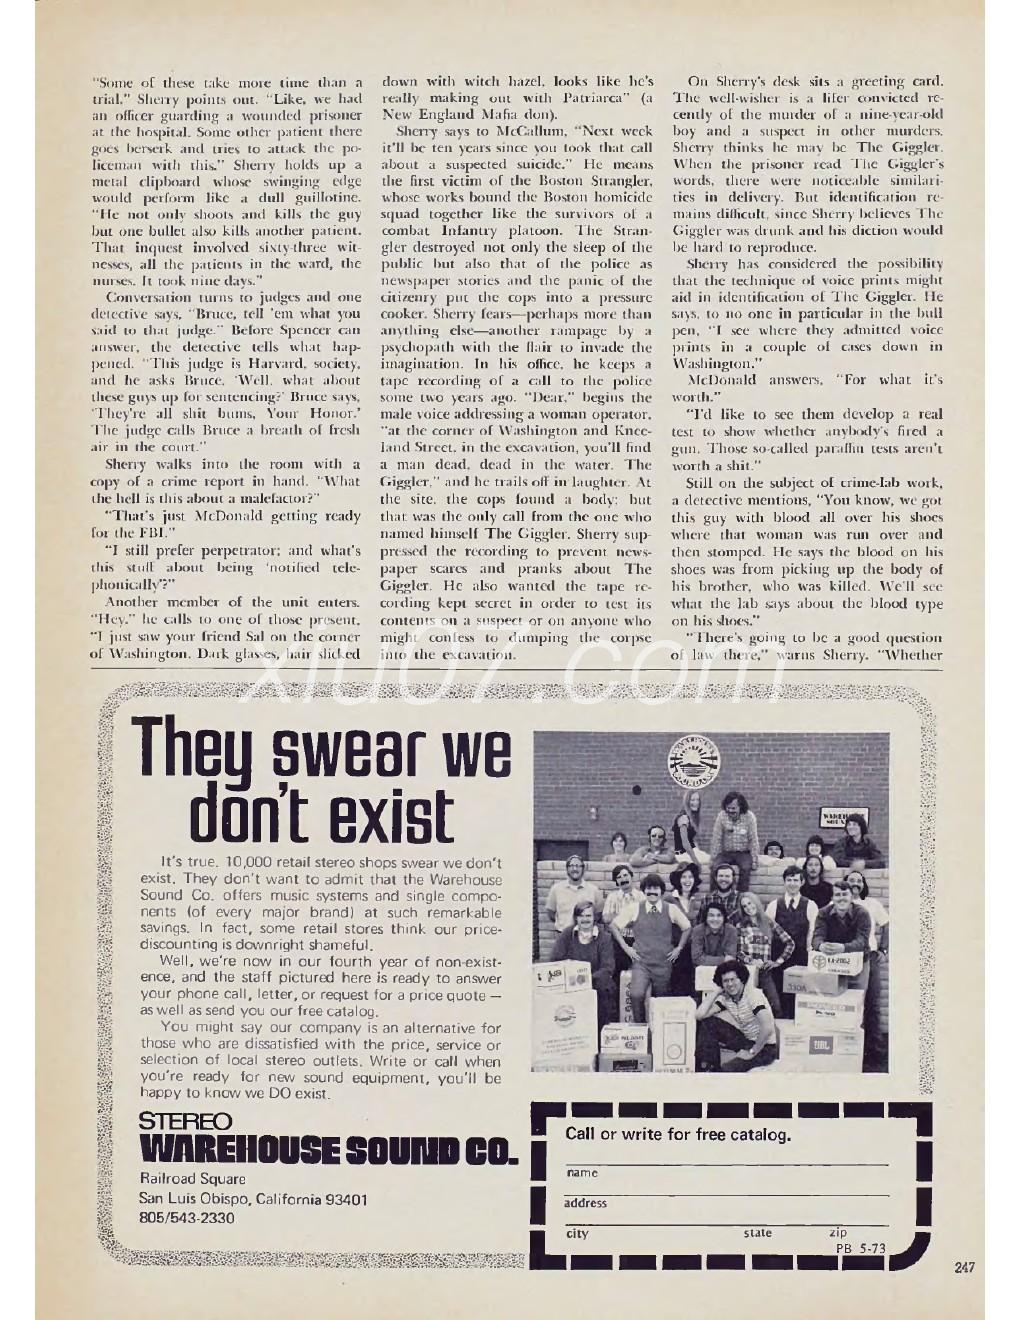 "Some of these take more time than a
trial," Sherry points out. "Like, we had
an officer guarding a wounded prisoner
at the hospital. Some other patient there
goes berserk and tries to attack the po-
liceman with this." Sherry holds up a
metal clipboard whose swinging edge
would perform like a dull guillotine.
"He not only shoots and kills the guy
but one bullet also kills another patient.
That inquest involved sixty-three wit-
nesses, all the patients in the ward, the
nurses. It took nine days."
Conversation turns to judges and one
detective says, "Bruce, tell 'em what you
said to that judge." Before Spencer can
answer, the detective tells what hap-
pened. "This judge is Harvard, society,
and he asks Bruce, 'Well, what about
these guys up for sentencing?' Bruce says,
'They're all shit bums, Your Honor.'
The judge calls Bruce a breath of fresh
air in the court."
Sherry walks into the room with a
copy of a crime report in hand. "What
the hell is this about a malefactor?"
"That's just McDonald getting ready
for the FBI."
"I still prefer perpetrator; and what's
this stuff about being 'notified tele-
phonically'?"
Another member of the unit enters.
"Hey," he calls to one of those present,
"I just saw your friend Sal on the corner
of Washington. Dark glasses, hair slicked
down with witch hazel, looks like he's
really making out with Patriarca" (a
New England Mafia don).
Sherry says to McCallum, "Next week
it'll be ten years since you took that call
about a suspected suicide." He means
the first victim of the Boston Strangler,
whose works bound the Boston homicide
squad together like the survivors of a
combat Infantry platoon. The Stran-
gler destroyed not only the sleep of the
public but also that of the police as
newspaper stories and the panic of the
citizenry put the cops into a pressure
cooker. Sherry fears—perhaps more than
anything else—another rampage by a
psychopath with the flair to invade the
imagination. In his office, he keeps a
tape recording of a call to the police
some two years ago. "Dear," begins the
male voice addressing a woman operator,
"at the corner of Washington and Knee-
land Street, in the excavation, you'll find
a man dead, dead in the water. The
Giggler," and he trails off in laughter. At
the site, the cops found a body; but
that was the only call from the one who
named himself The Giggler. Sherry sup-
pressed the recording to prevent news-
paper scares and pranks about The
Giggler. He also wanted the tape re-
cording kept secret in order to test its
contents on a suspect or on anyone who
might confess to dumping the corpse
into the excavation.
On Sherry's desk sits a greeting card.
The well-wisher is a lifer convicted re-
cently of the murder of a nine-year-old
boy and a suspect in other murders.
Sherry thinks he may be The Giggler.
When the prisoner read The Giggler's
words, there were noticeable similari-
ties in delivery. But identification re-
mains difficult, since Sherry believes The
Giggler was drunk and his diction would
be hard to reproduce.
Sherry has considered the possibility
that the technique of voice prints might
aid in identification of The Giggler. He
says, to no one in particular in the bull
pen, "I see where they admitted voice
prints in a couple of cases down in
Washington."
McDonald answers, "For what it's
worth."
"I'd like to see them develop a real
test to show whether anybody's fired a
gun. Those so-called paraffin tests aren't
worth a shit."
Still on the subject of crime-lab work,
a detective mentions, "You know, we got
this guy with blood all over his shoes
where that woman was run over and
then stomped. He says the blood on his
shoes was from picking up the body of
his brother, who was killed. We'll see
what the lab says about the blood type
on his shoes."
"There's going to be a good question
of law there," warns Sherry. "Whether
xiu07.com
They swear we
don't exist
It's true. 10,000 retail stereo shops swear we don't
exist. They don't want to admit that the Warehouse
Sound Co. offers music systems and single compo-
nents (of every major brand) at such remarkable
savings. In fact, some retail stores think our price-
discounting is downright shameful.
Well, we're now in our fourth year of non-exist-
ence, and the staff pictured here is ready to answer
your phone call, letter, or request for a price quote —
as well as send you our free catalog.
You might say our company is an alternative for
those who are dissatisfied with the price, service or
selection of local stereo outlets. Write or call when
you're ready for new sound equipment, you'll be
happy to know we DO exist.
STEREO
WAREHOUSE SOUND CO.
Railroad Square
San Luis Obispo, California 93401
805/543-2330
WAREHOUSE
SOUND CO.
JBL
Call or write for free catalog.
name
address
city state zip
PB 5-73
247